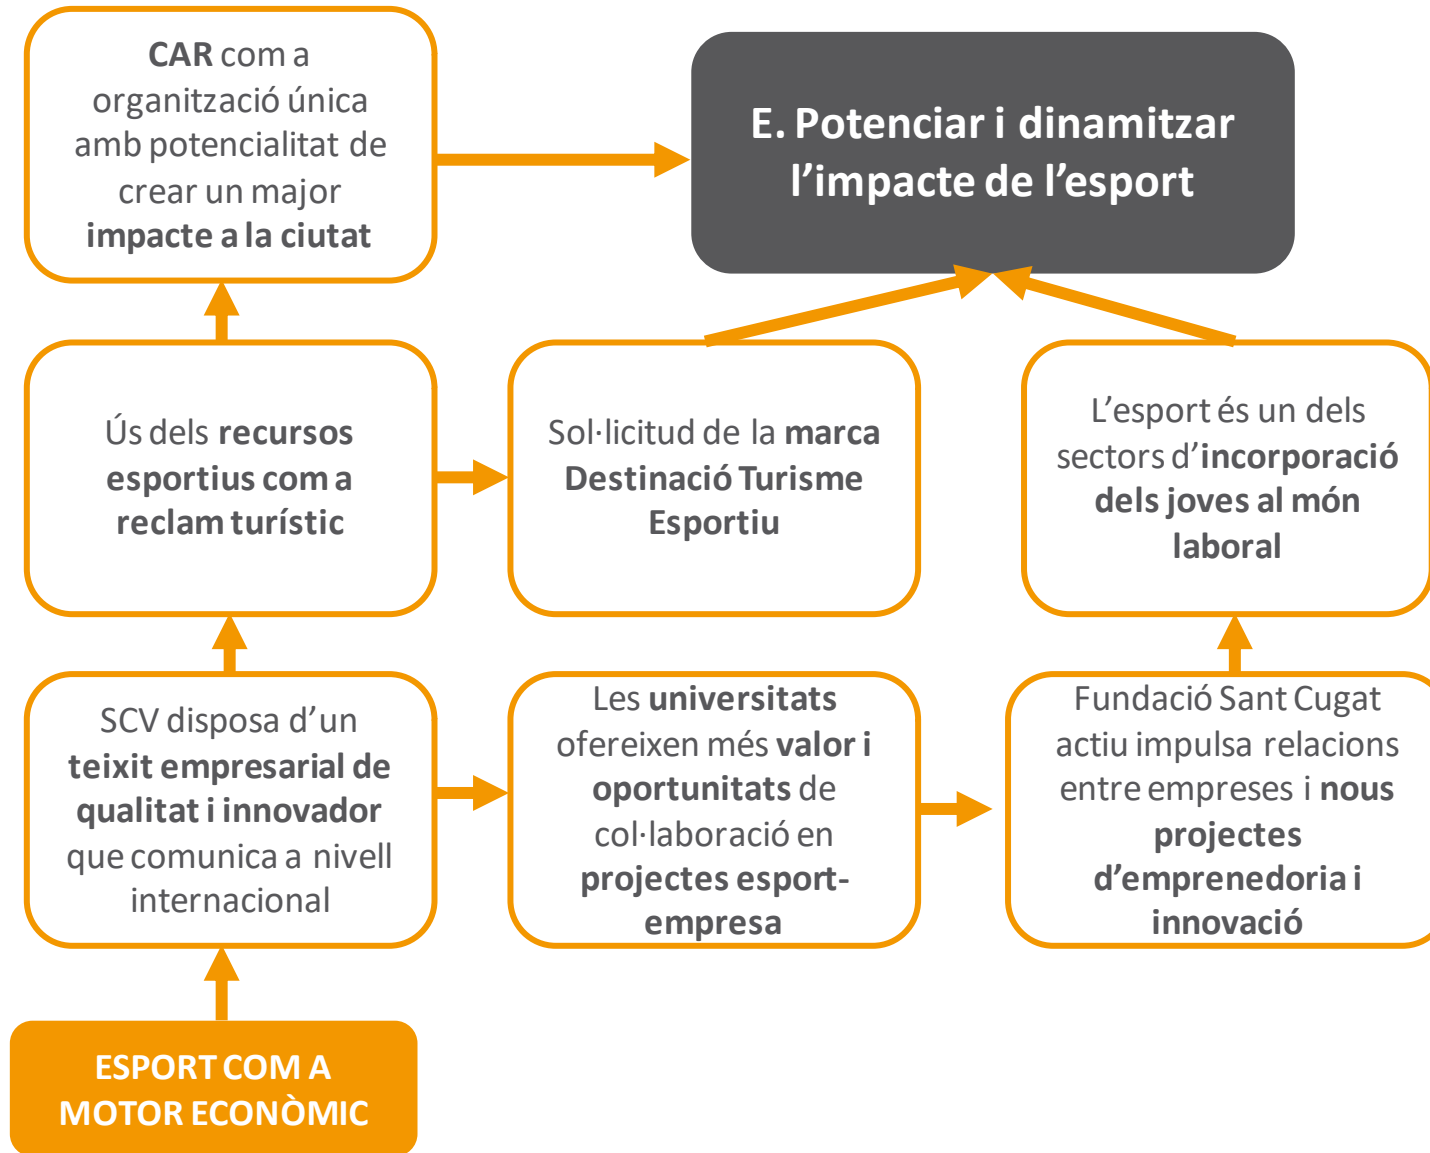 CAR com a
organització única
amb potencialitat de
crear un major
impacte a la ciutat
E. Potenciar i dinamitzar
l’impacte de l’esport
Ús dels recursos
esportius com a
reclam turístic
Sol·licitud de la marca
Destinació Turisme
Esportiu
L’esport és un dels
sectors d’incorporació
dels joves al món
laboral
SCV disposa d’un
teixit empresarial de
qualitat i innovador
que comunica a nivell
internacional
Les universitats
ofereixen més valor i
oportunitats de
col·laboració en
projectes esport-
empresa
Fundació Sant Cugat
actiu impulsa relacions
entre empreses i nous
projectes
d’emprenedoria i
innovació
ESPORT COM A
MOTOR ECONÒMIC